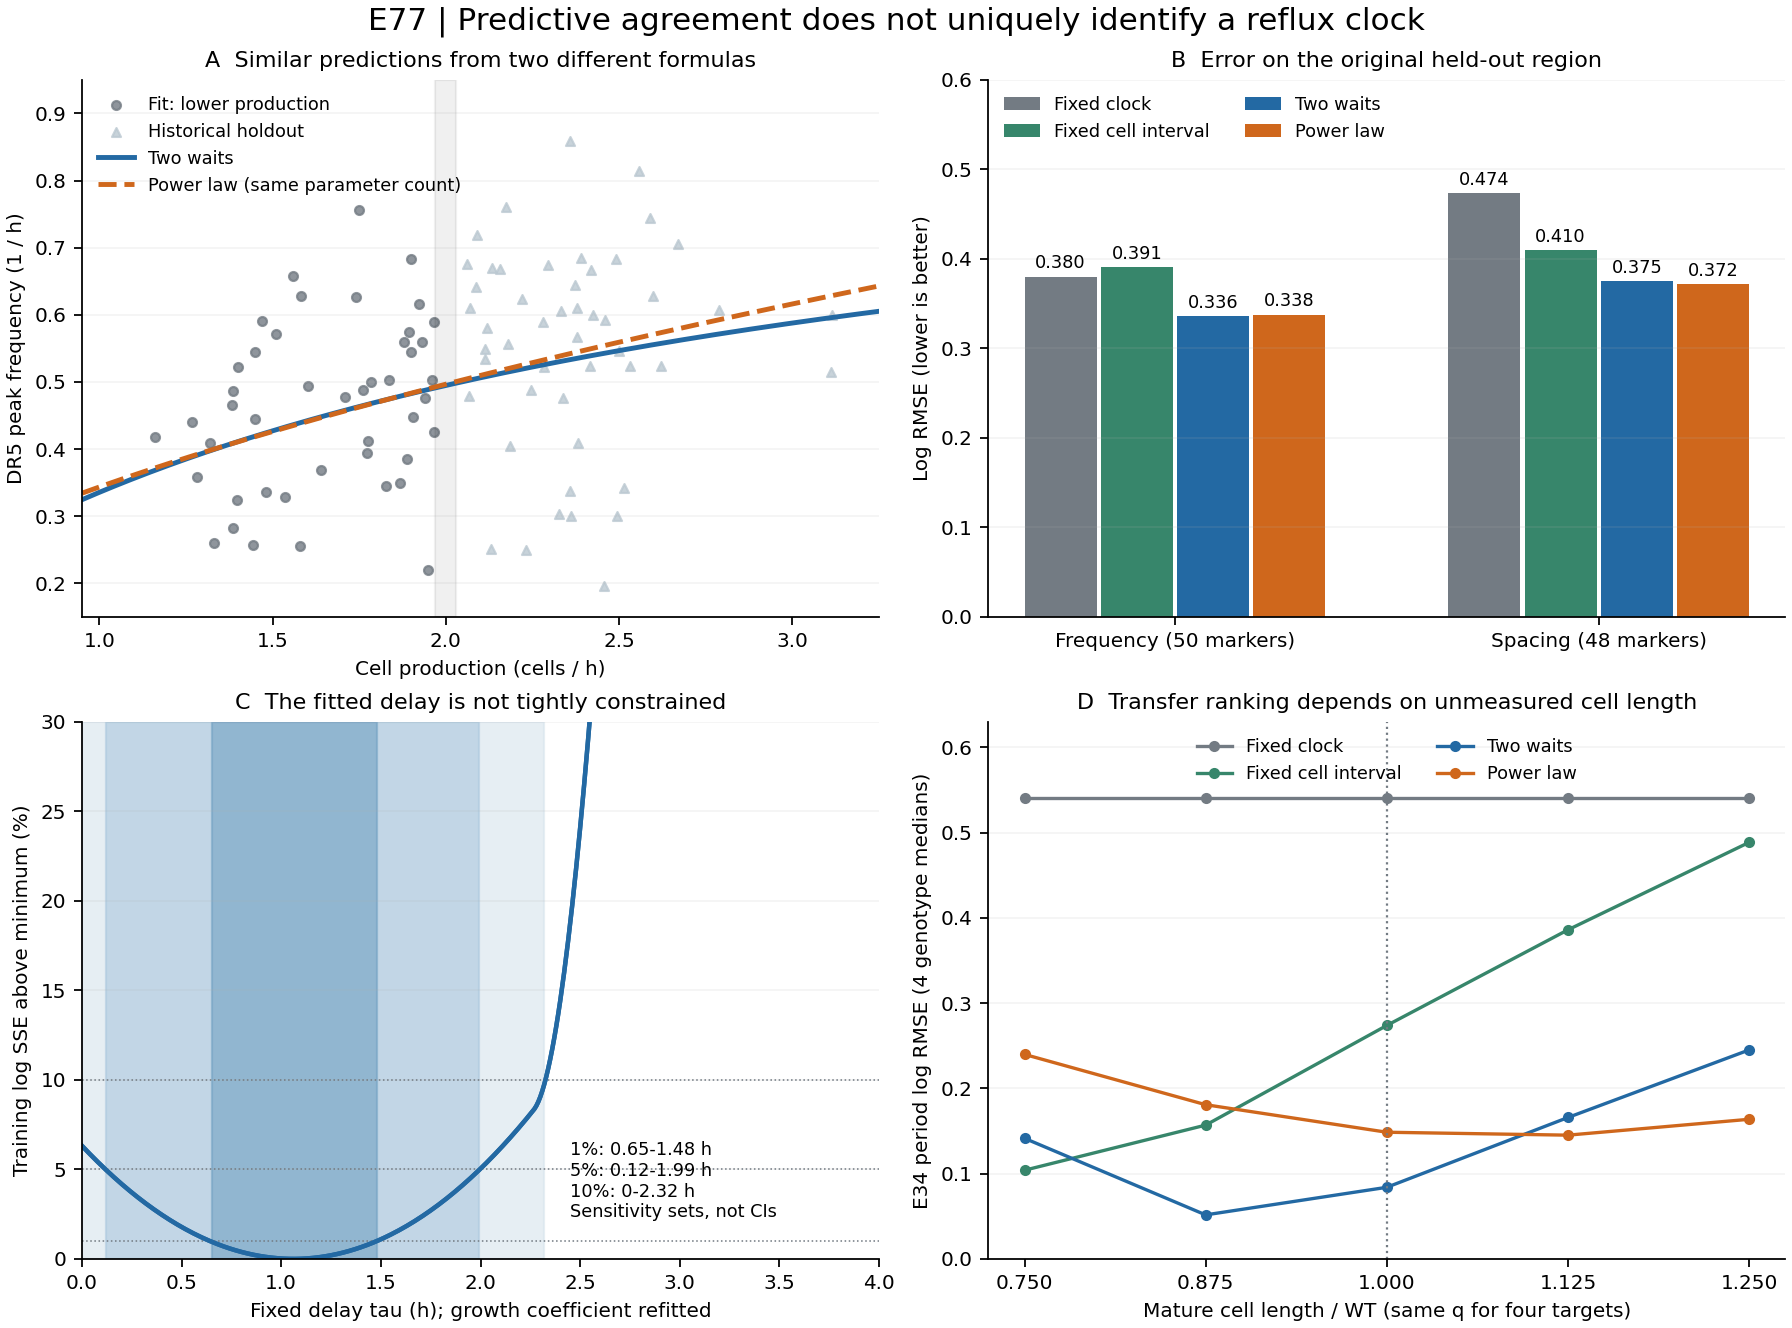 E77 | Predictive agreement does not uniquely identify a reflux clock
A  Similar predictions from two different formulas
Fit: lower production
Historical holdout
Two waits
Power law (same parameter count)
DR5 peak frequency (1 / h)
0.9
0.8
0.7
0.6
0.5
0.4
0.3
0.2
1.0
1.5
2.0
2.5
3.0
Cell production (cells / h)
B  Error on the original held-out region
Fixed clock
Fixed cell interval
Two waits
Power law
Log RMSE (lower is better)
0.6
0.5
0.4
0.3
0.2
0.1
0.0
0.380
0.391
0.336
0.338
0.474
0.410
0.375
0.372
Frequency (50 markers)
Spacing (48 markers)
C  The fitted delay is not tightly constrained
Training log SSE above minimum (%)
30
25
20
15
10
5
0
1%: 0.65-1.48 h
5%: 0.12-1.99 h
10%: 0-2.32 h
Sensitivity sets, not CIs
0.0
0.5
1.0
1.5
2.0
2.5
3.0
3.5
4.0
Fixed delay tau (h); growth coefficient refitted
D  Transfer ranking depends on unmeasured cell length
Fixed clock
Fixed cell interval
Two waits
Power law
E34 period log RMSE (4 genotype medians)
0.6
0.5
0.4
0.3
0.2
0.1
0.0
0.750
0.875
1.000
1.125
1.250
Mature cell length / WT (same q for four targets)